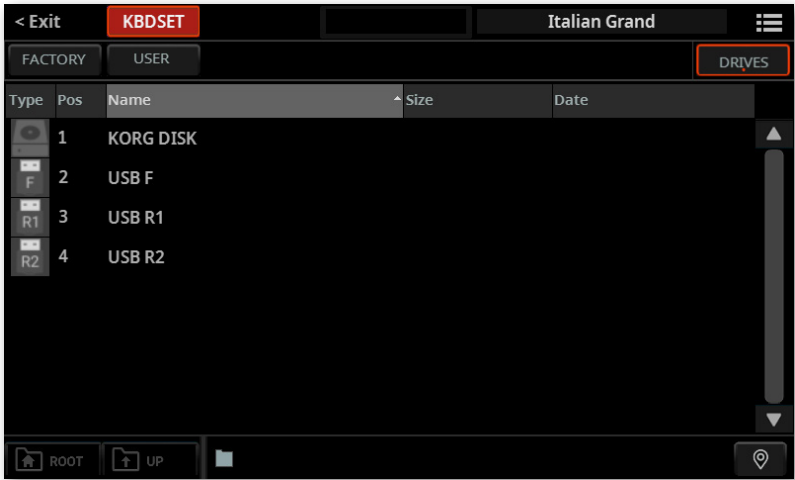 < Exit KBDSET Italian Grand
FACTORY USER DRIVES
Type Pos Name Size Date
1 KORG DISK
F 2 USB F
R1 3 USB R1
R2 4 USB R2
ROOT UP